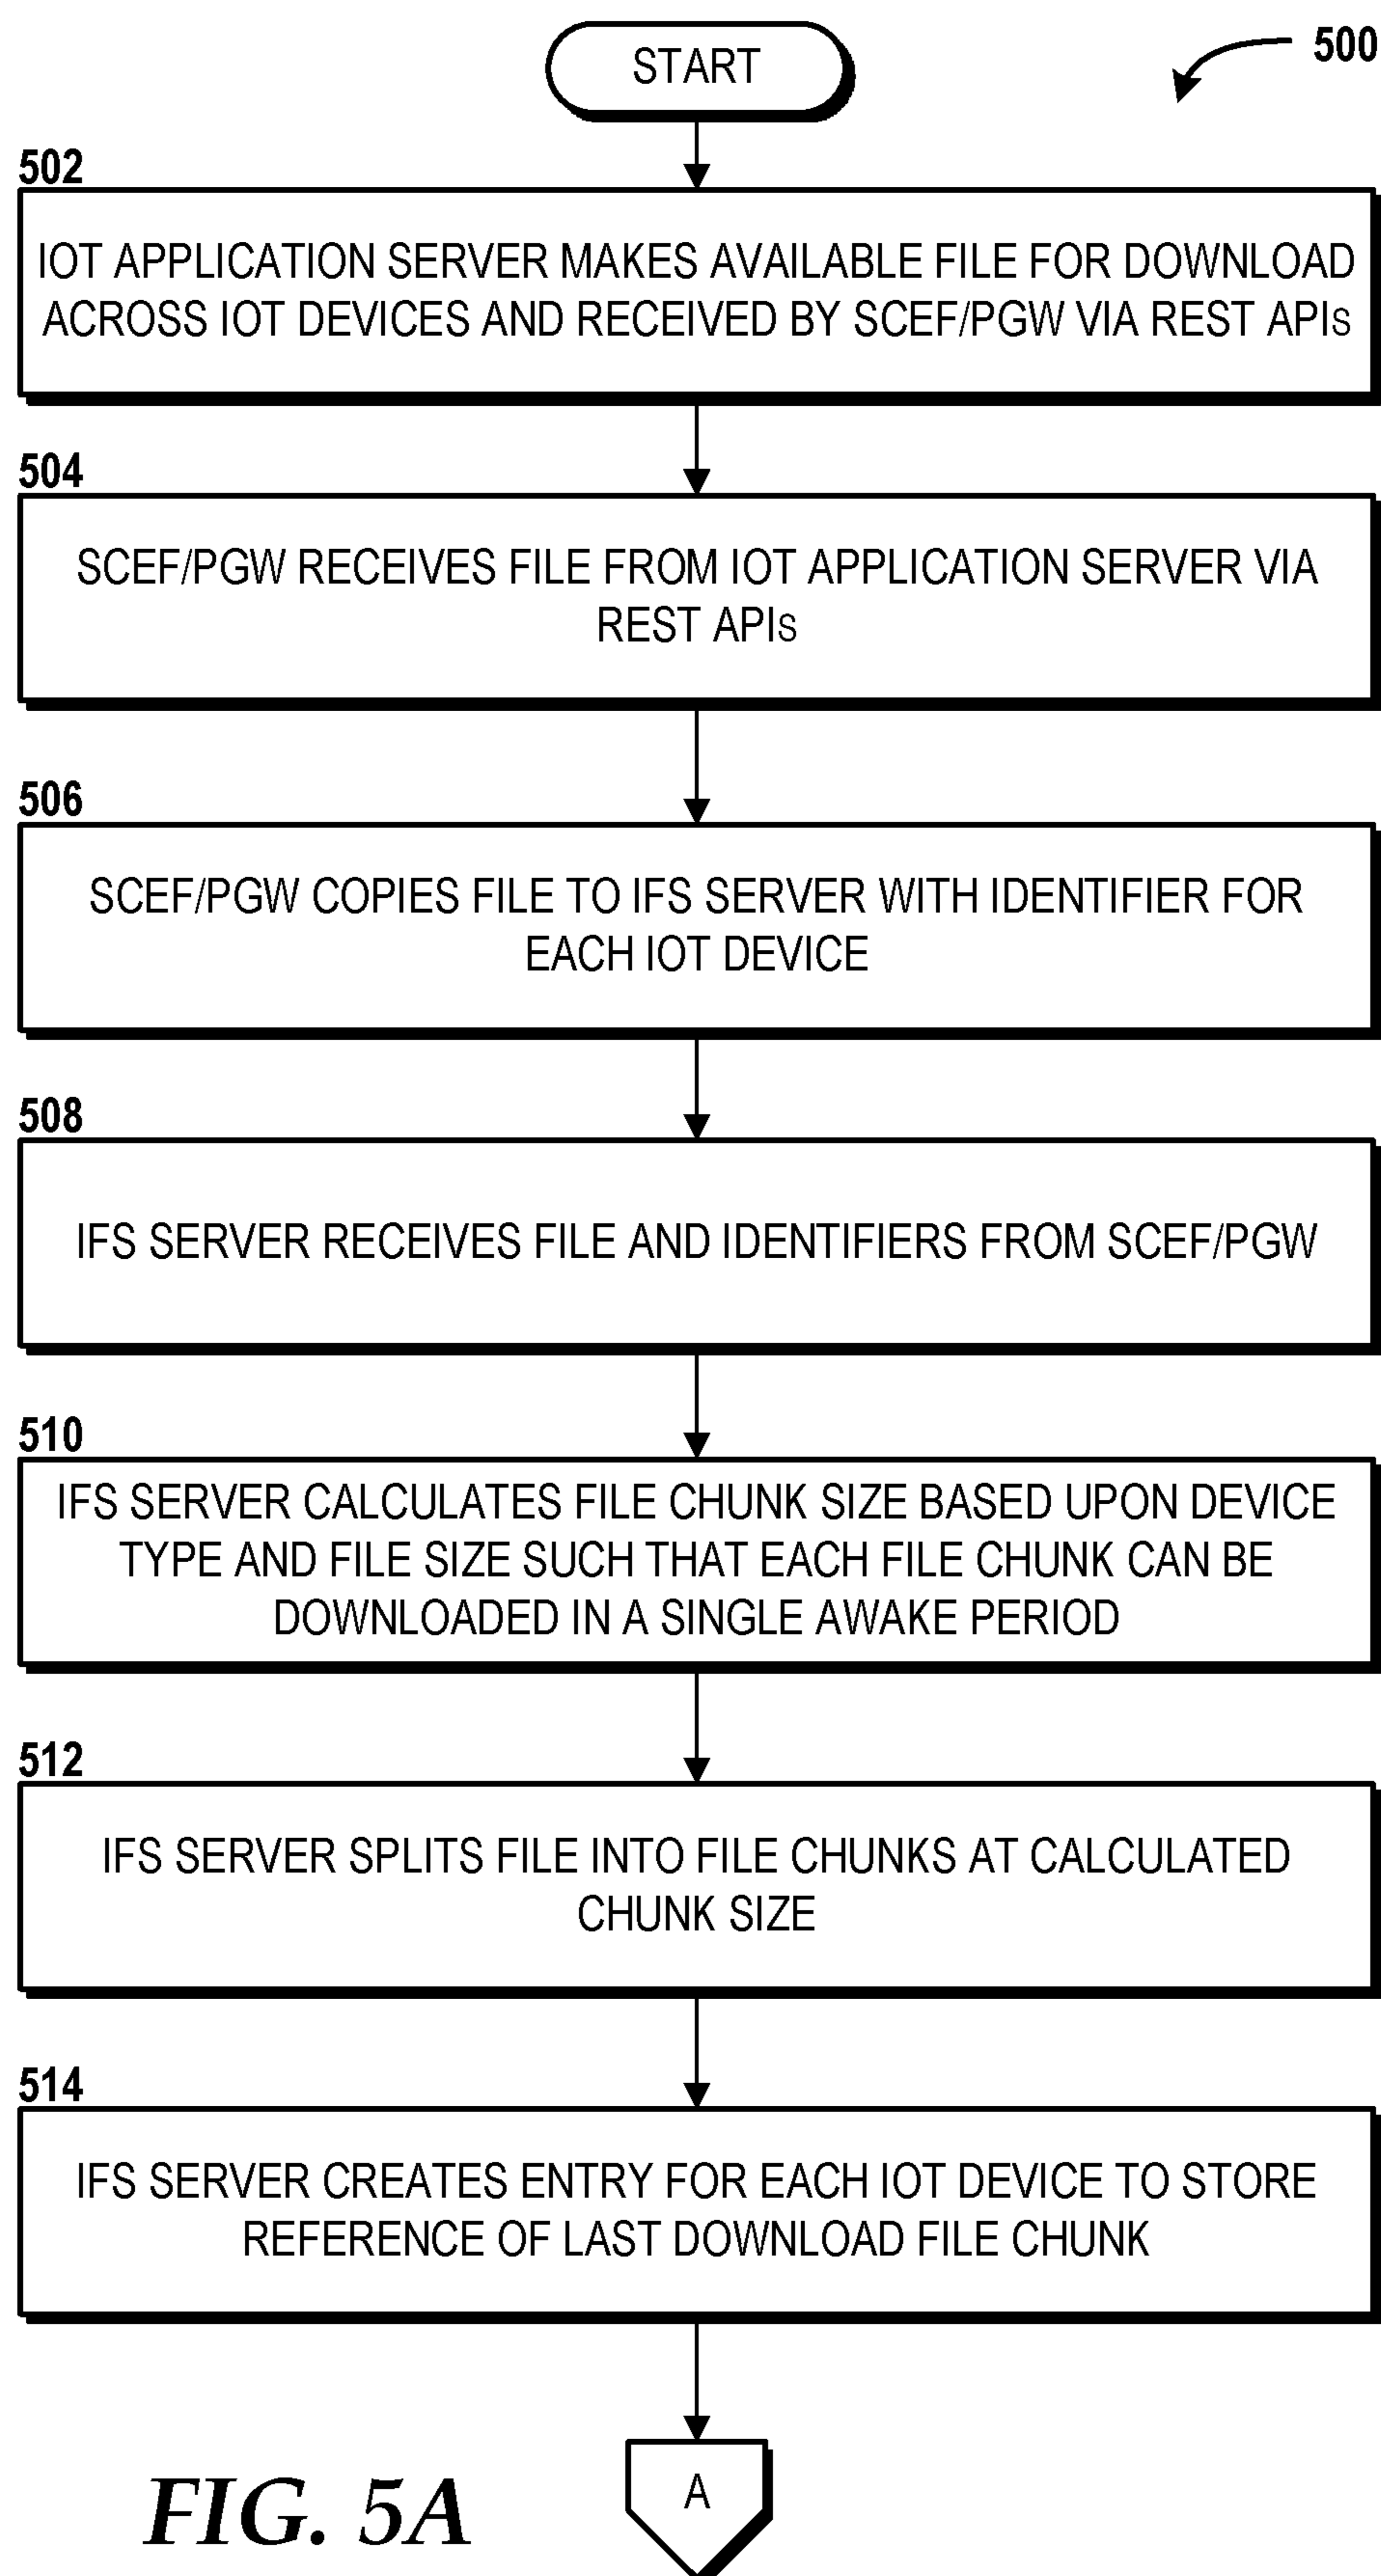 START
500
502
IOT APPLICATION SERVER MAKES AVAILABLE FILE FOR DOWNLOAD
ACROSS IOT DEVICES AND RECEIVED BY SCEF/PGW VIA REST APIs
504
SCEF/PGW RECEIVES FILE FROM IOT APPLICATION SERVER VIA
REST APIs
506
SCEF/PGW COPIES FILE TO IFS SERVER WITH IDENTIFIER FOR
EACH IOT DEVICE
508
IFS SERVER RECEIVES FILE AND IDENTIFIERS FROM SCEF/PGW
510
IFS SERVER CALCULATES FILE CHUNK SIZE BASED UPON DEVICE
TYPE AND FILE SIZE SUCH THAT EACH FILE CHUNK CAN BE
DOWNLOADED IN A SINGLE AWAKE PERIOD
512
IFS SERVER SPLITS FILE INTO FILE CHUNKS AT CALCULATED
CHUNK SIZE
514
IFS SERVER CREATES ENTRY FOR EACH IOT DEVICE TO STORE
REFERENCE OF LAST DOWNLOAD FILE CHUNK
A
FIG. 5A